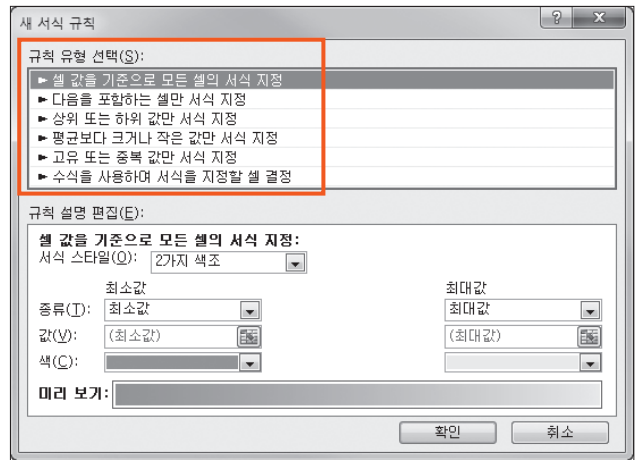 새 서식 규칙
규칙 유형 선택(S):
► 셀 값을 기준으로 모든 셀의 서식 지정
► 다음을 포함하는 셀만 서식 지정
► 상위 또는 하위 값만 서식 지정
► 평균보다 크거나 작은 값만 서식 지정
► 고유 또는 중복 값만 서식 지정
► 수식을 사용하여 서식을 지정할 셀 결정
규칙 설명 편집(E):
셀 값을 기준으로 모든 셀의 서식 지정:
서식 스타일(O): 2가지 색조
최소값 최대값
종류(T): 최소값 최대값
값(V): (최소값) (최대값)
색(C):
미리 보기:
확인 취소